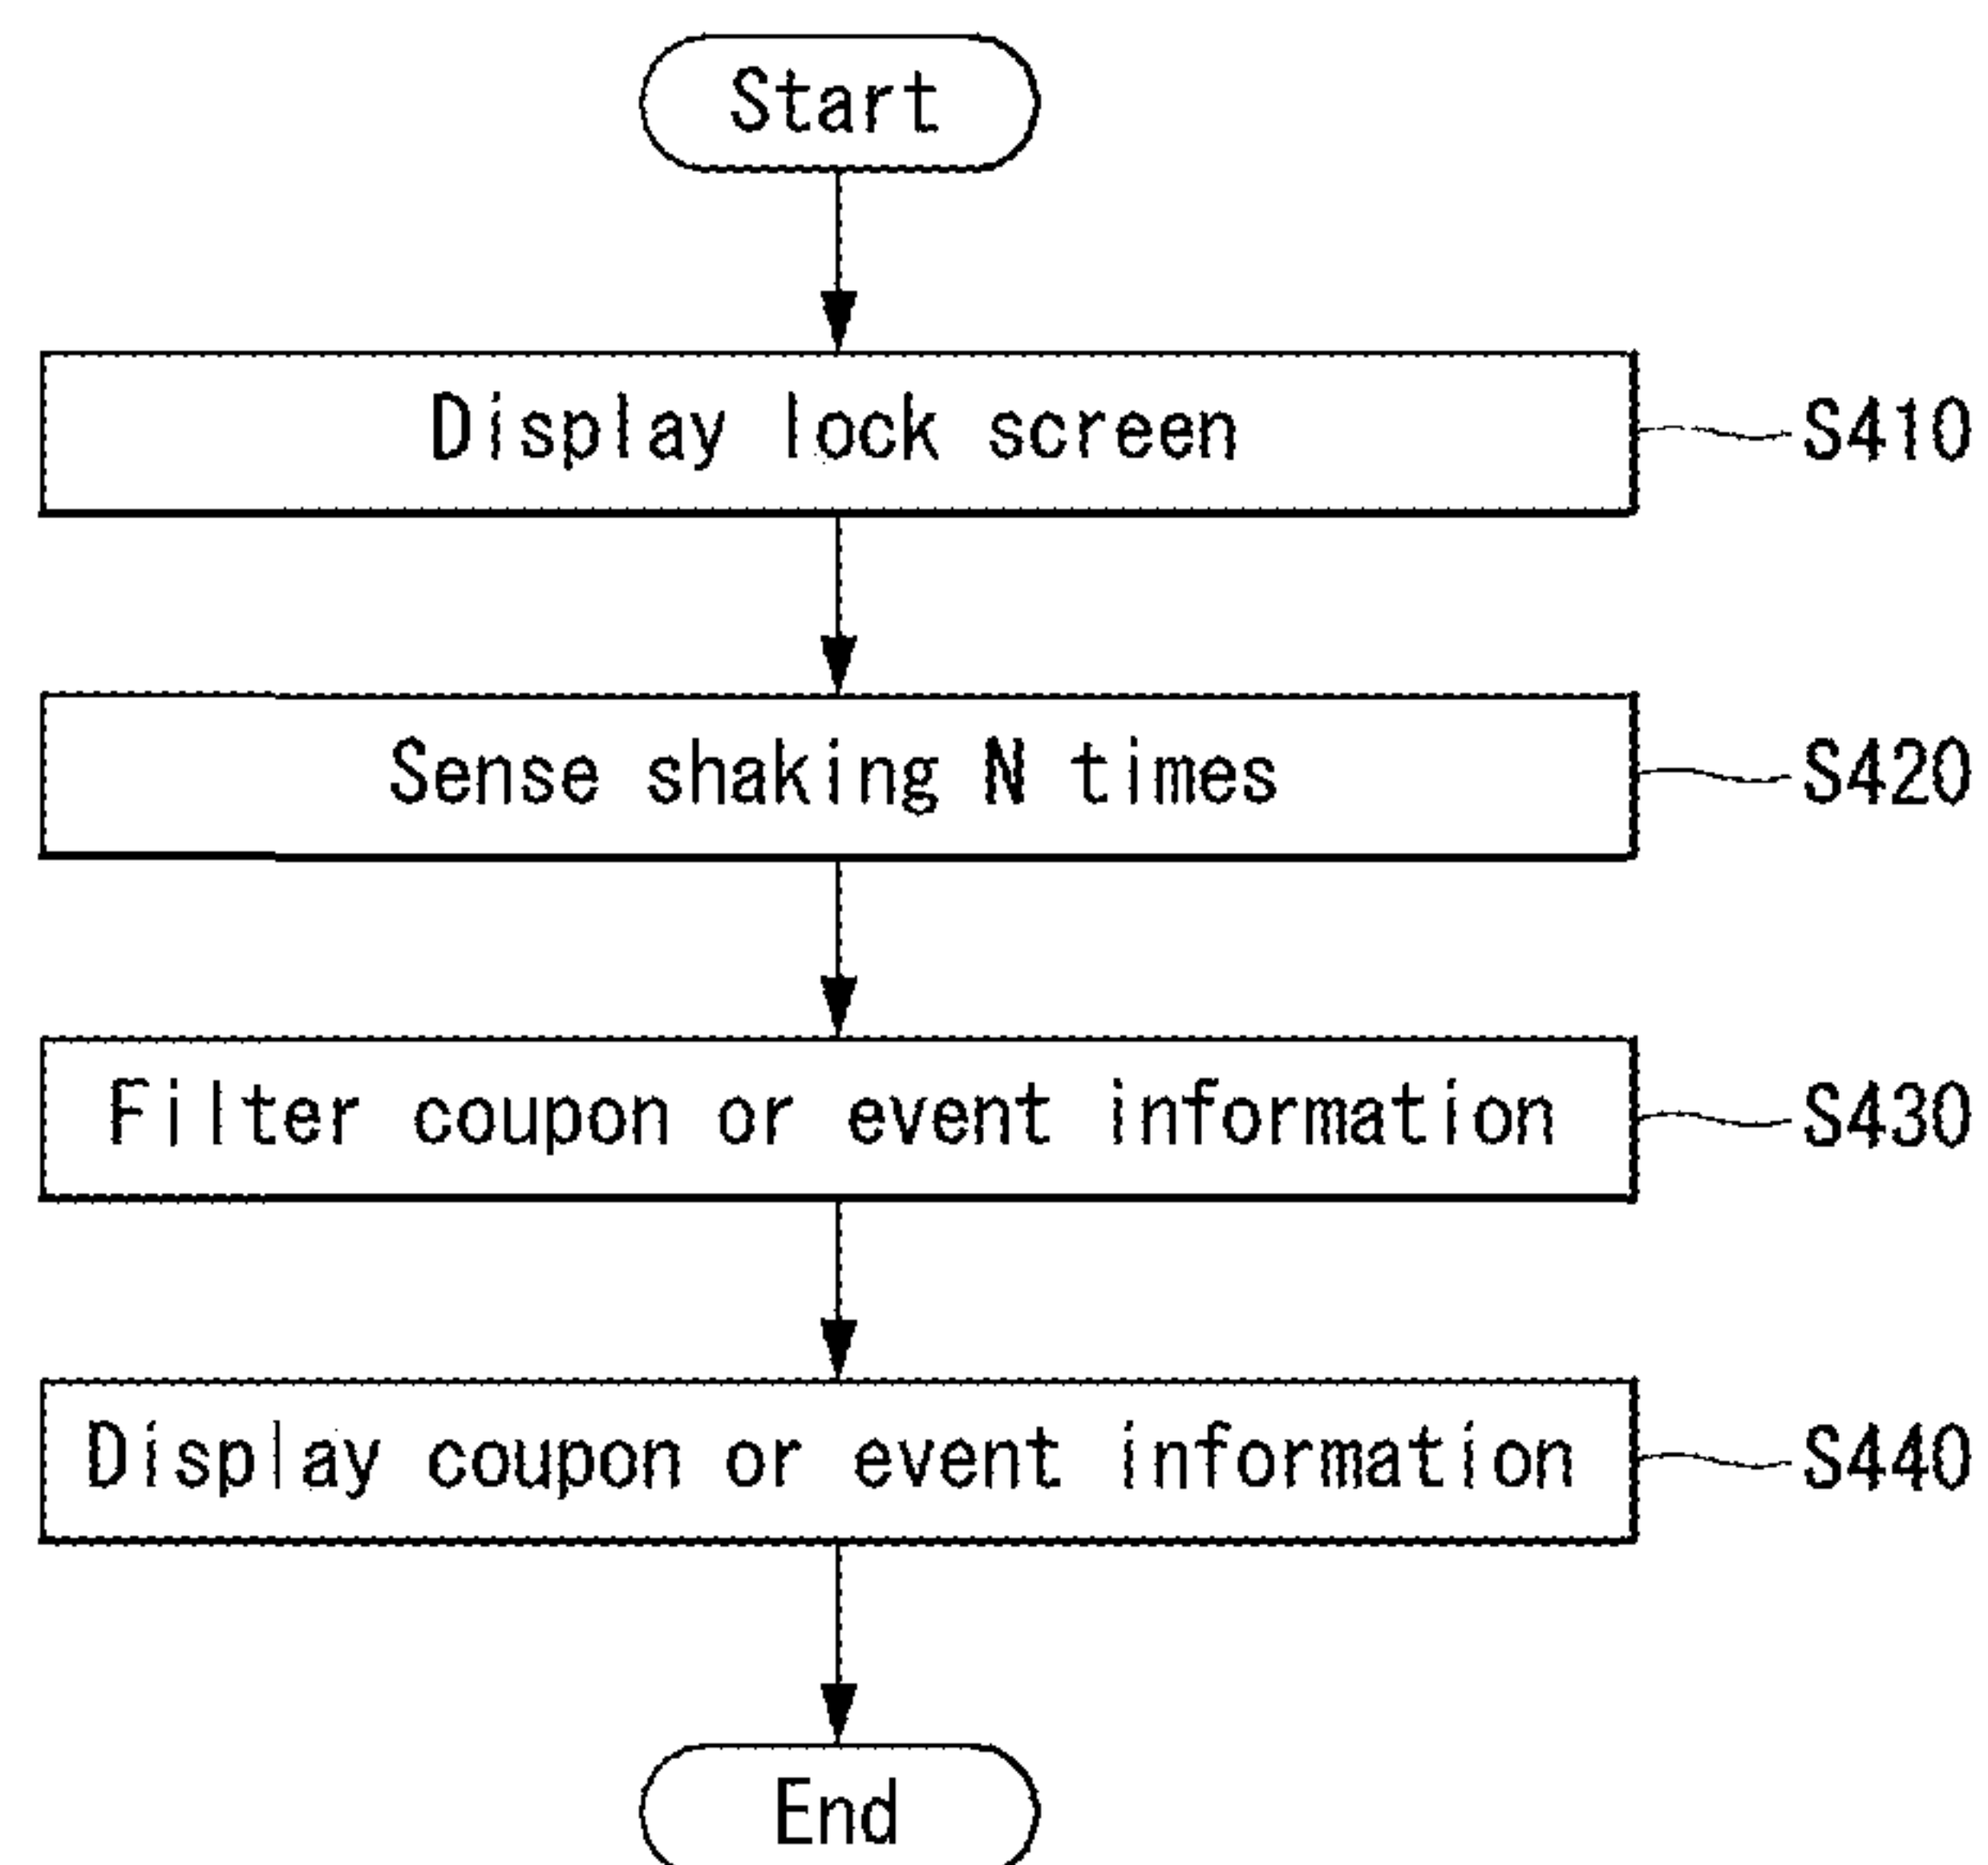 Start
Display lock screen
S410
Sense shaking N times
S420
Filter coupon or event information
S430
Display coupon or event information
S440
End